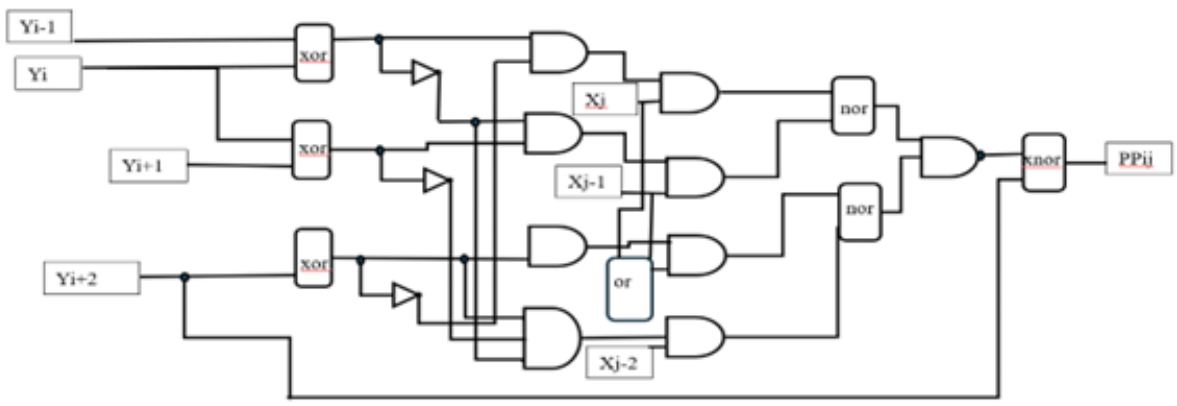 Yi-1
xor
Yi
Xj
nor
xor
Yi+1
Xj-1
xnor
PPij
nor
xor
Yi+2
or
Xj-2